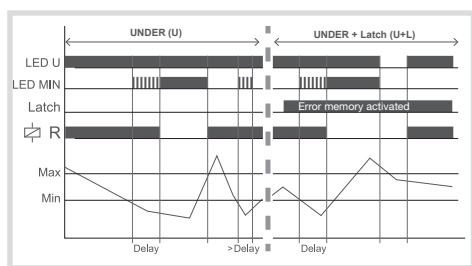 UNDER (U) UNDER + Latch (U+L)
LED U
LED MIN
Latch Error memory activated
R
Max
Min
Delay >Delay Delay